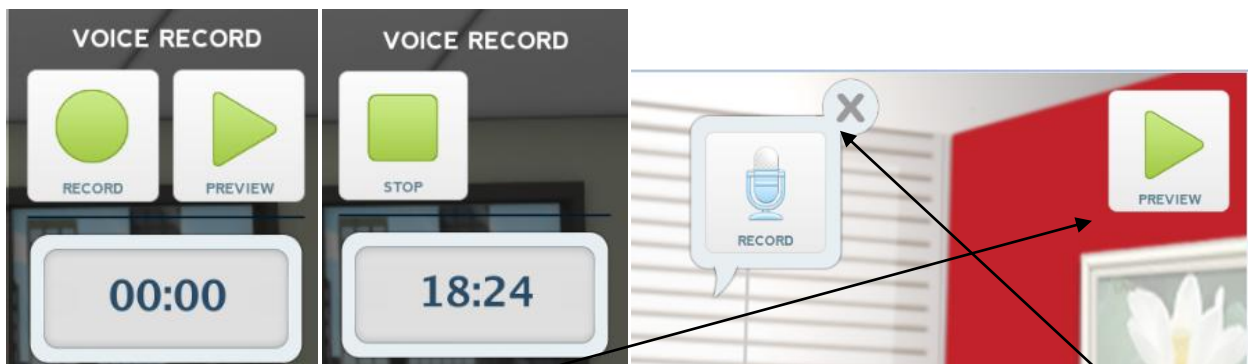 VOICE RECORD
RECORD
PREVIEW
00:00
VOICE RECORD
STOP
18:24
RECORD
PREVIEW